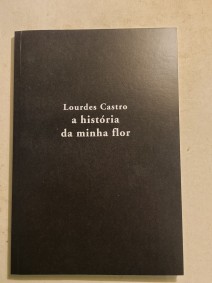 Lourdes Castro
a história
da minha flor